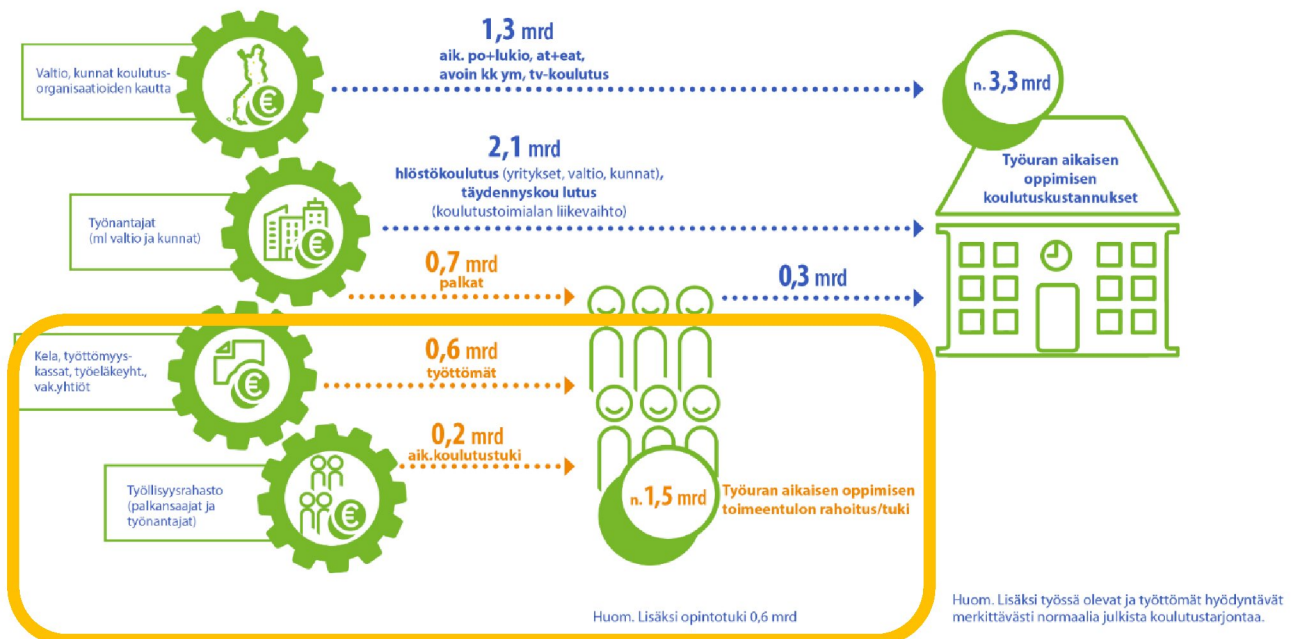 1,3 mrd
aik. po+lukio, at+eat,
avoin kk ym, tv-koulutus
Valtio, kunnat koulutus-
organisaatioiden kautta
n. 3,3 mrd
2,1 mrd
hlöstökoulutus (yritykset, valtio, kunnat),
täydennyskou lutus
(koulutustoimialan liikevaihto)
Työuran aikaisen
oppimisen
koulutuskustannukset
Työnantajat
(ml valtio ja kunnat)
0,7 mrd
palkat
0,3 mrd
Kela, työttömyys-
kassat, työeläkeyht.,
vak.yhtiöt
0,6 mrd
työttömät
0,2 mrd
aik.koulutustuki
Työllisyysrahasto
(palkansaajat ja
työnantajat)
n. 1,5 mrd
Työuran aikaisen oppimisen
toimeentulon rahoitus/tuki
Huom. Lisäksi opintotuki 0,6 mrd
Huom. Lisäksi työssä olevat ja työttömät hyödyntävät
merkittävästi normaalia julkista koulutustarjontaa.